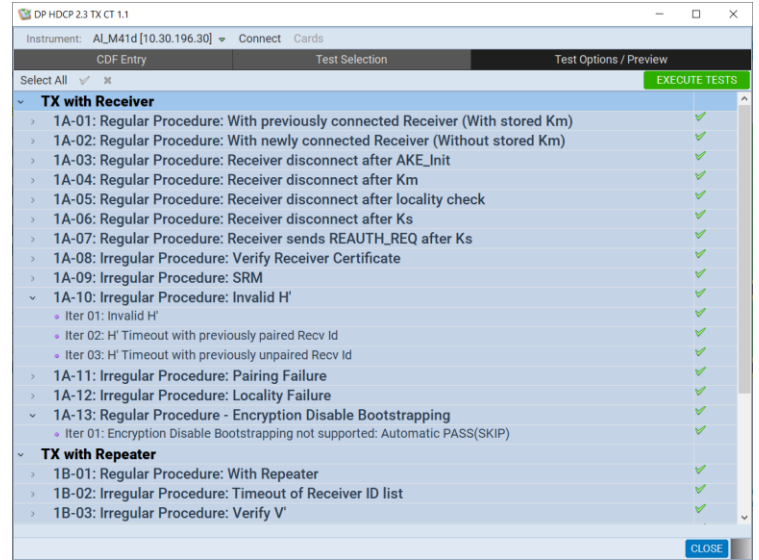 DP HDCP 2.3 TX CT 1.1
Instrument: Al_M41d [10.30.196.30] Connect Cards
CDF Entry Test Selection Test Options / Preview
Select All EXECUTE TESTS
TX with Receiver
1A-01: Regular Procedure: With previously connected Receiver (With stored Km)
1A-02: Regular Procedure: With newly connected Receiver (Without stored Km)
1A-03: Regular Procedure: Receiver disconnect after AKE_Init
1A-04: Regular Procedure: Receiver disconnect after Km
1A-05: Regular Procedure: Receiver disconnect after locality check
1A-06: Regular Procedure: Receiver disconnect after Ks
1A-07: Regular Procedure: Receiver sends REAUTH_REQ after Ks
1A-08: Irregular Procedure: Verify Receiver Certificate
1A-09: Irregular Procedure: SRM
1A-10: Irregular Procedure: Invalid H'
Iter 01: Invalid H'
Iter 02: H' Timeout with previously paired Recv Id
Iter 03: H' Timeout with previously unpaired Recv Id
1A-11: Irregular Procedure: Pairing Failure
1A-12: Irregular Procedure: Locality Failure
1A-13: Regular Procedure - Encryption Disable Bootstrapping
Iter 01: Encryption Disable Bootstrapping not supported: Automatic PASS(SKIP)
TX with Repeater
1B-01: Regular Procedure: With Repeater
1B-02: Irregular Procedure: Timeout of Receiver ID list
1B-03: Irregular Procedure: Verify V'
CLOSE